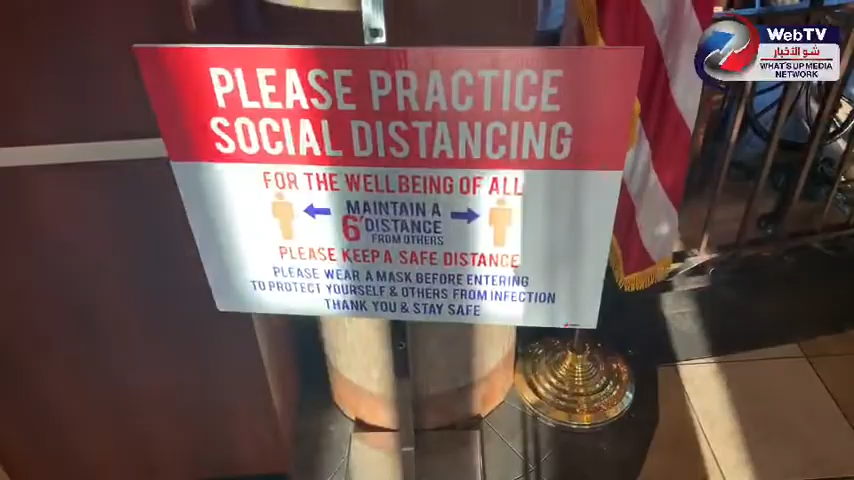 WebTV
شو الأخبار
WHAT'S UP MEDIA
NETWORK
PLEASE PRACTICE
SOCIAL DISTANCING
FOR THE WELL BEING OF ALL
MAINTAIN A
6' DISTANCE
FROM OTHERS
PLEASE KEEP A SAFE DISTANCE
PLEASE WEAR A MASK BEFORE ENTERING
TO PROTECT YOURSELF & OTHERS FROM INFECTION
THANK YOU & STAY SAFE